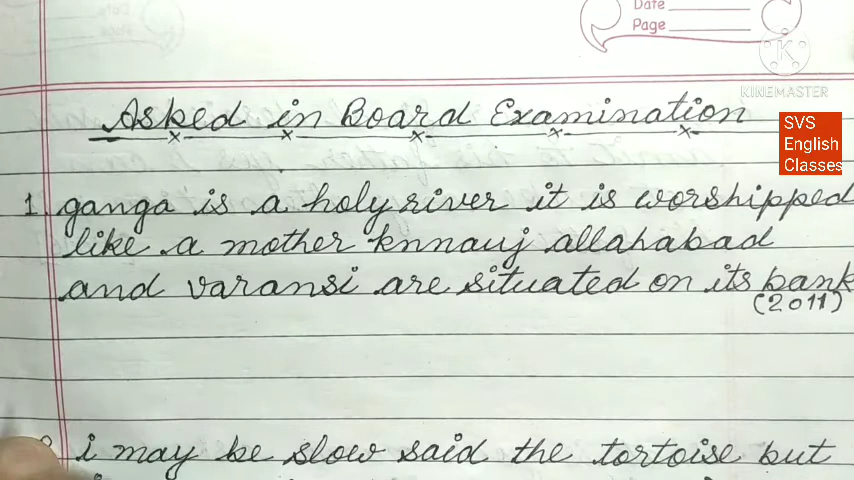 Date
Page
KINEMASTER
Asked in Board Examination
SVS
English
Classes
1. ganga is a holy river it is worshipped
like a mother knnauj allahabad
and varansi are situated on its bank
(2011)
i may be slow said the tortoise but